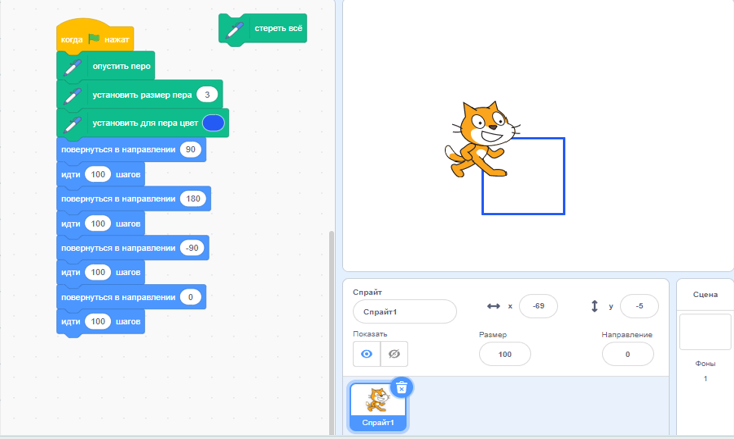 стереть всё
когда нажат
опустить перо
установить размер пера 3
установить для пера цвет
повернуться в направлении 90
идти 100 шагов
повернуться в направлении 180
идти 100 шагов
повернуться в направлении -90
идти 100 шагов
повернуться в направлении 0
идти 100 шагов
Спрайт
Спрайт1
x -69
y -5
Показать
Размер
100
Направление
0
Спрайт1
Сцена
Фоны
1